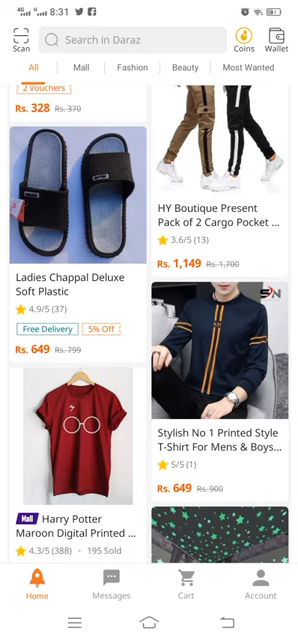 4G H 8:31
Scan
Search in Daraz
Coins
Wallet
All
Mall
Fashion
Beauty
Most Wanted
2 Vouchers
Rs. 328 Rs. 370
Ladies Chappal Deluxe
Soft Plastic
4.9/5 (37)
Free Delivery 5% Off
Rs. 649 Rs. 799
Mall Harry Potter
Maroon Digital Printed ...
4.3/5 (388) • 195 Sold
HY Boutique Present
Pack of 2 Cargo Pocket ...
3.6/5 (13)
Rs. 1,149 Rs. 1,700
SN
Stylish No 1 Printed Style
T-Shirt For Mens & Boys...
5/5 (1)
Rs. 649 Rs. 900
Home
Messages
Cart
Account